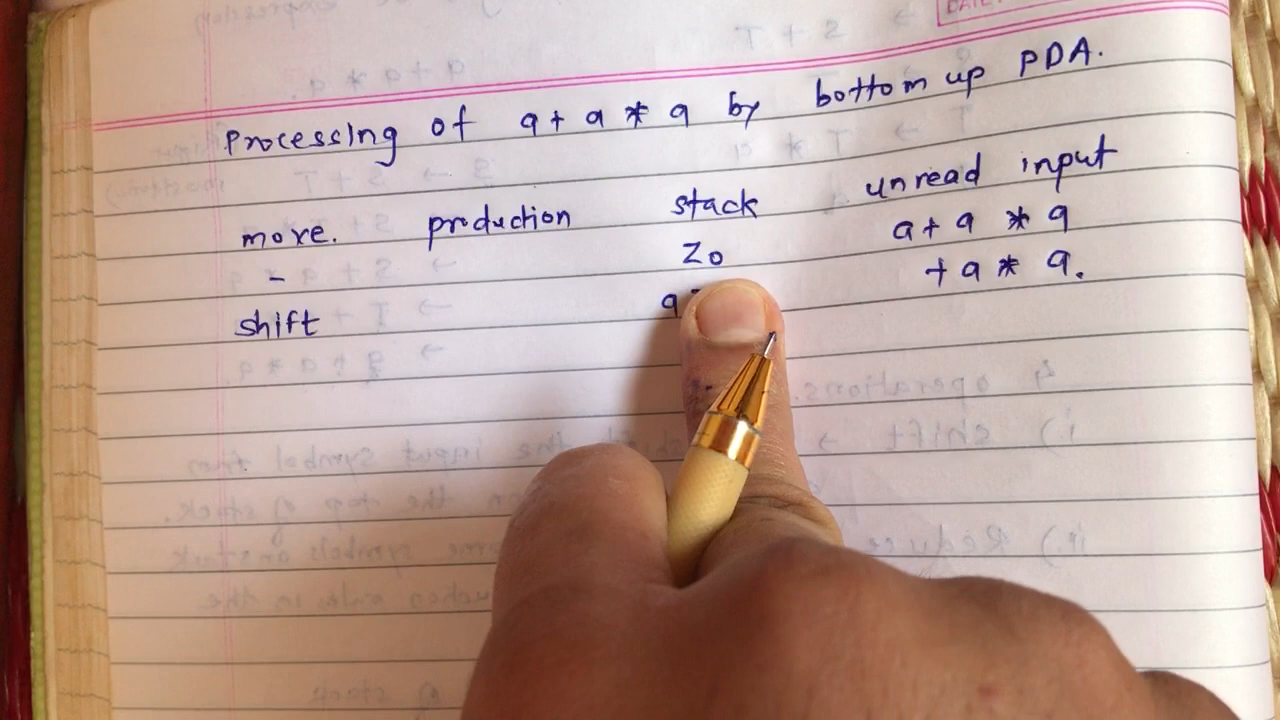 Processing of a + a * a by bottom up PDA.
move. production stack unread input
- Z0 a + a * a
shift a + a * a.